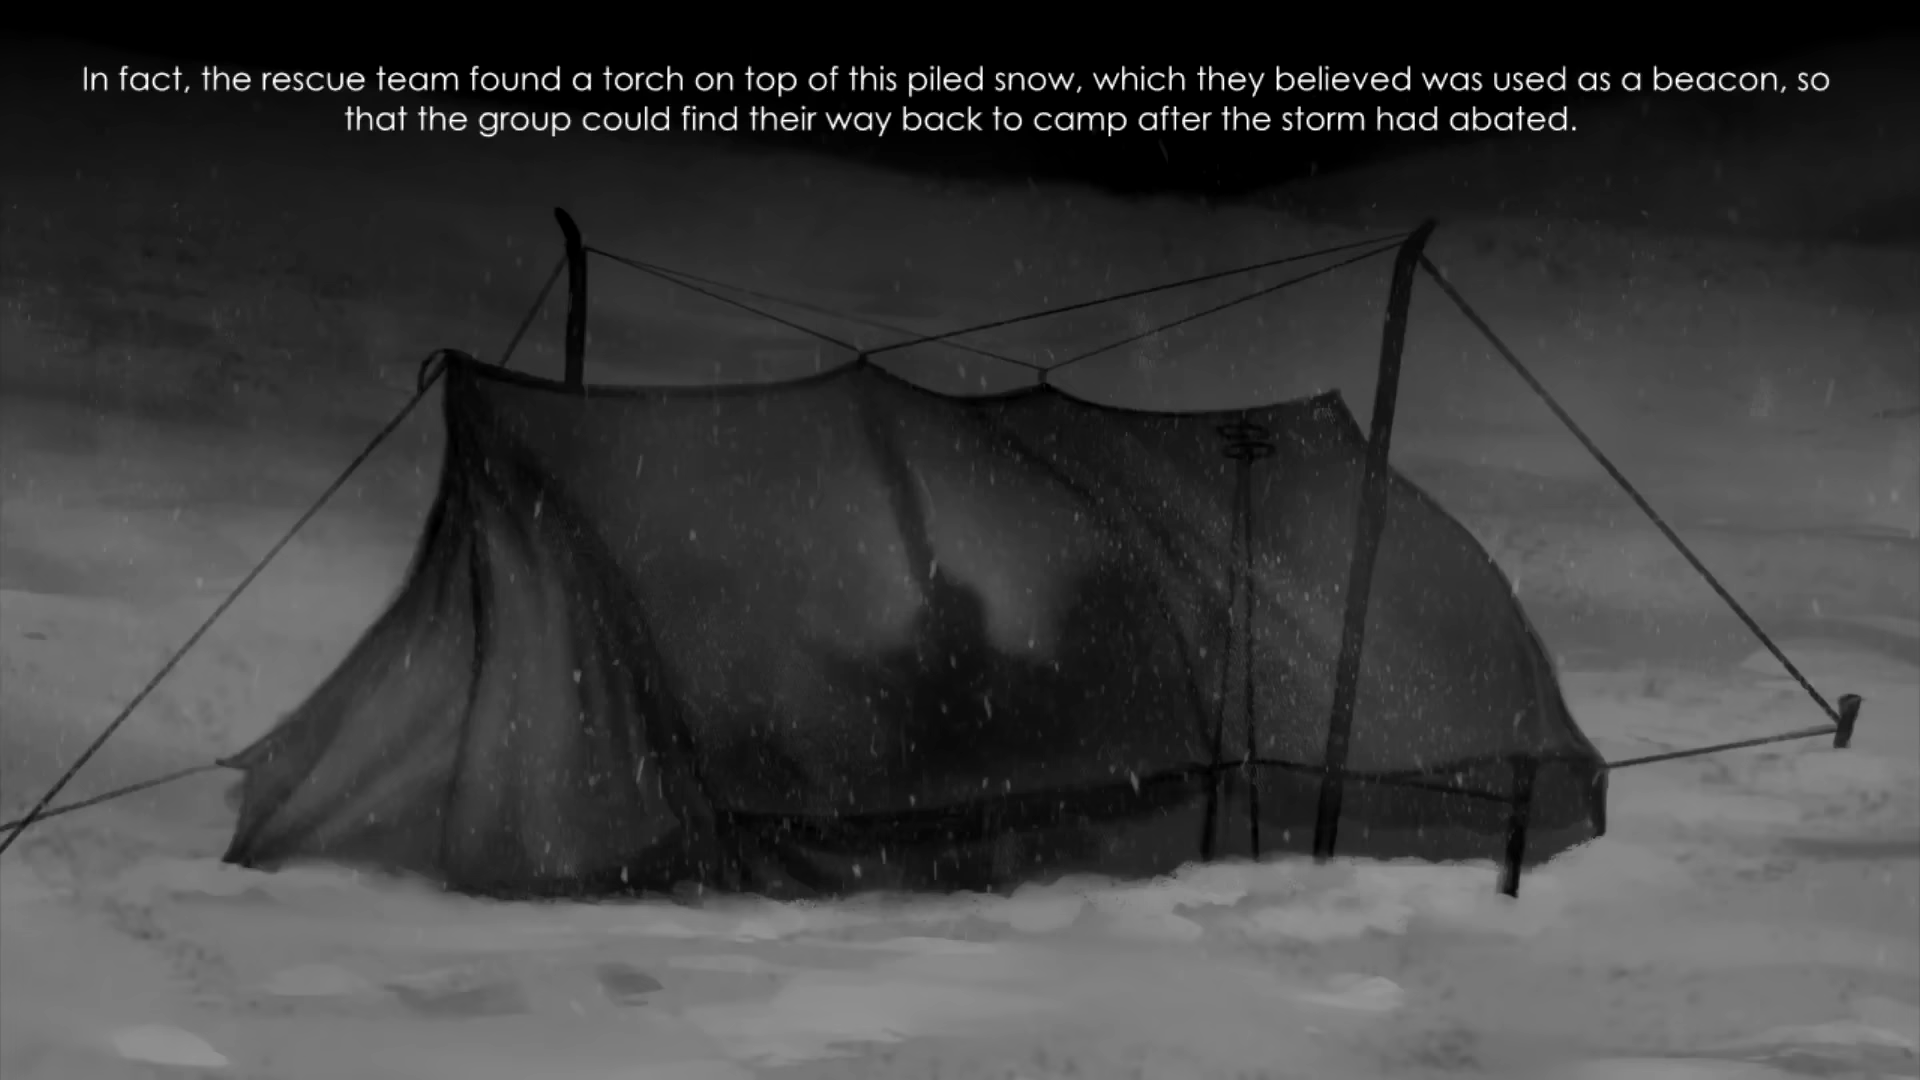 In fact, the rescue team found a torch on top of this piled snow, which they believed was used as a beacon, so
that the group could find their way back to camp after the storm had abated.